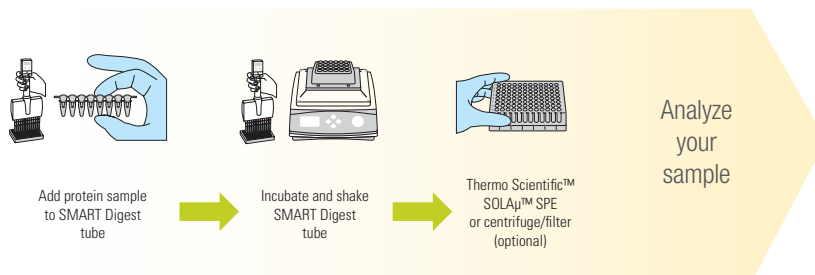 Add protein sample
to SMART Digest
tube
Incubate and shake
SMART Digest
tube
Thermo Scientific™
SOLAµ™ SPE
or centrifuge/filter
(optional)
Analyze
your
sample